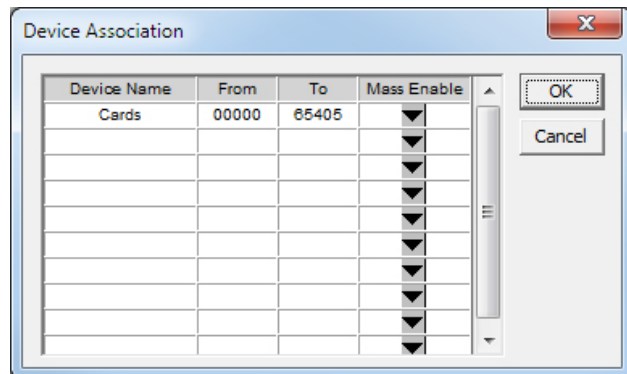 Device Association
Device Name From To Mass Enable
Cards 00000 65405
OK
Cancel